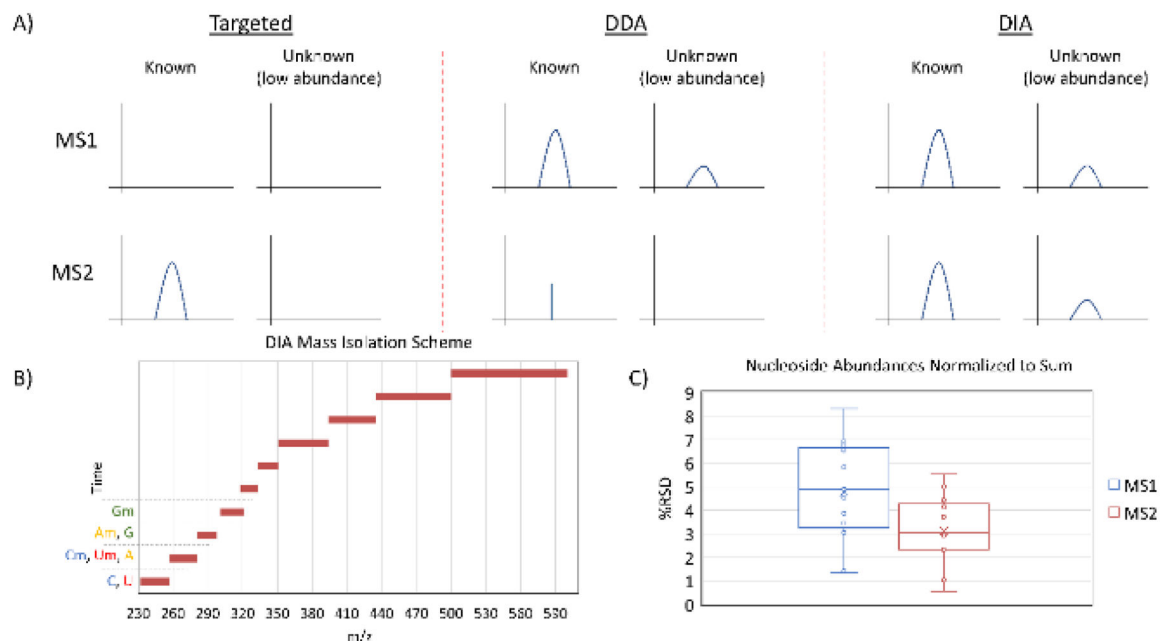 A)
Targeted
DDA
DIA
Known
Unknown
(low abundance)
Known
Unknown
(low abundance)
Known
Unknown
(low abundance)
MS1
MS2
DIA Mass Isolation Scheme
B)
Time
Gm
Am, G
Cm, Um, A
C, U
230 260 290 320 350 380 410 440 470 500 530 560 590
m/z
C)
Nucleoside Abundances Normalized to Sum
%RSD
9
8
7
6
5
4
3
2
1
0
MS1
MS2